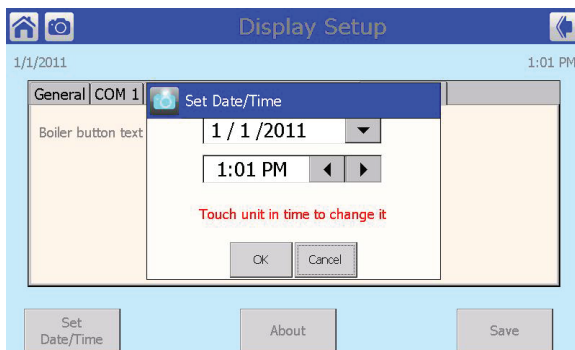 Display Setup
1/1/2011
1:01 PM
General COM 1
Set Date/Time
Boiler button text
1 / 1 /2011
1:01 PM
Touch unit in time to change it
OK
Cancel
Set
Date/Time
About
Save